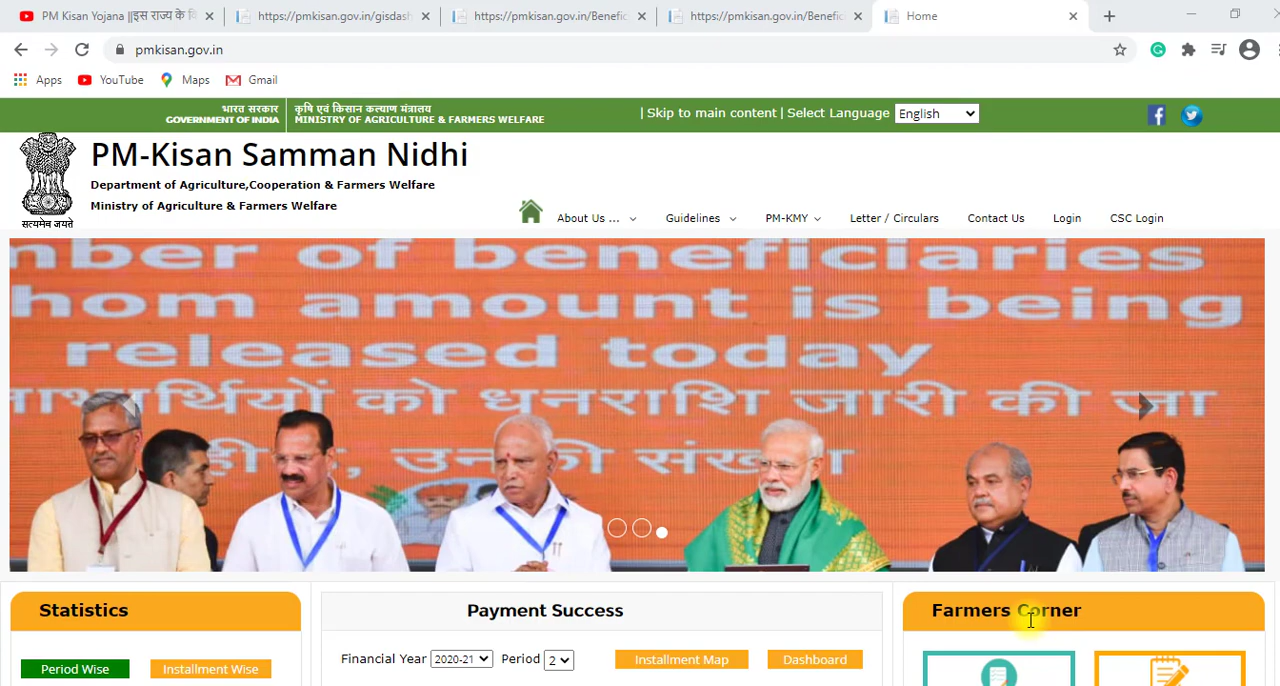 PM Kisan Yojana ||इस राज्य के वि
https://pmkisan.gov.in/gisdash
https://pmkisan.gov.in/Benefic
https://pmkisan.gov.in/Benefic
Home
pmkisan.gov.in
Apps YouTube Maps Gmail
भारत सरकार
GOVERNMENT OF INDIA
कृषि एवं किसान कल्याण मंत्रालय
MINISTRY OF AGRICULTURE & FARMERS WELFARE
| Skip to main content | Select Language English
PM-Kisan Samman Nidhi
Department of Agriculture,Cooperation & Farmers Welfare
Ministry of Agriculture & Farmers Welfare
सत्यमेव जयते
About Us ... Guidelines PM-KMY Letter / Circulars Contact Us Login CSC Login
mber of beneficiaries
hom amount is being
released today
भार्थियों को धनराशि जारी की जा
ही है, उनकी संख्या
Statistics
Period Wise Installment Wise
Payment Success
Financial Year 2020-21 Period 2 Installment Map Dashboard
Farmers Corner